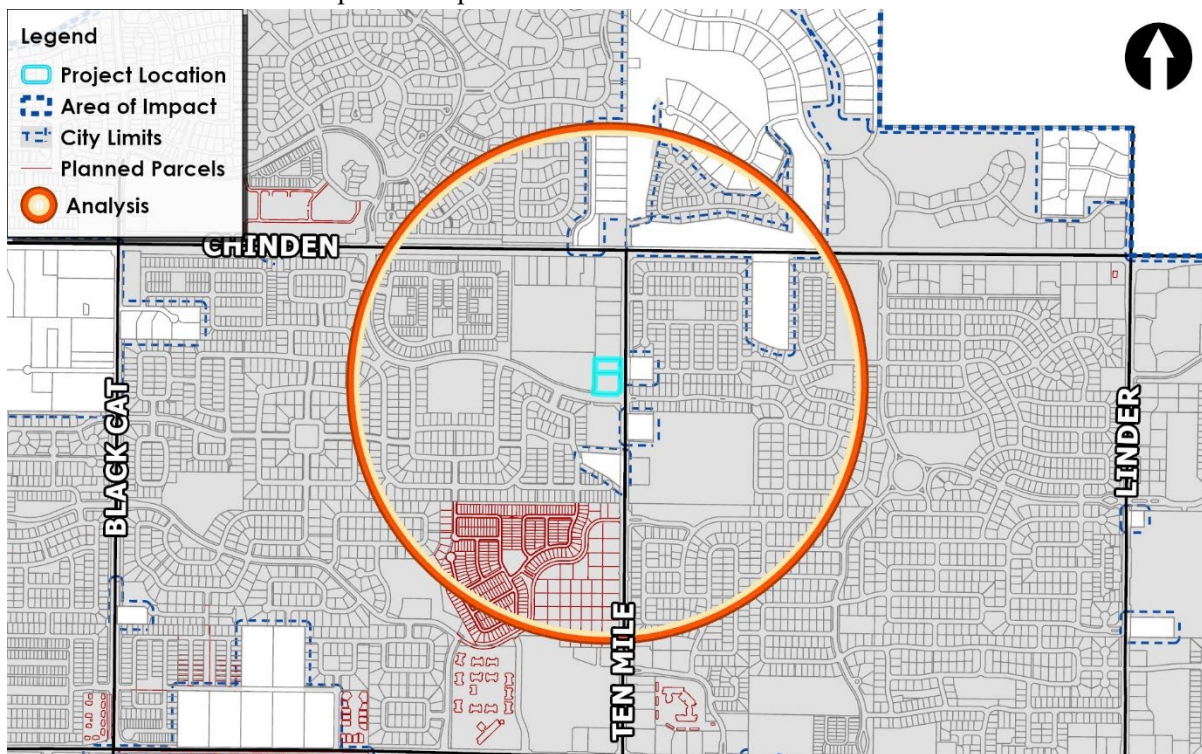 Legend
Project Location
Area of Impact
City Limits
Planned Parcels
Analysis
CHINDEN
BLACK CAT
TEN MILE
LINDER